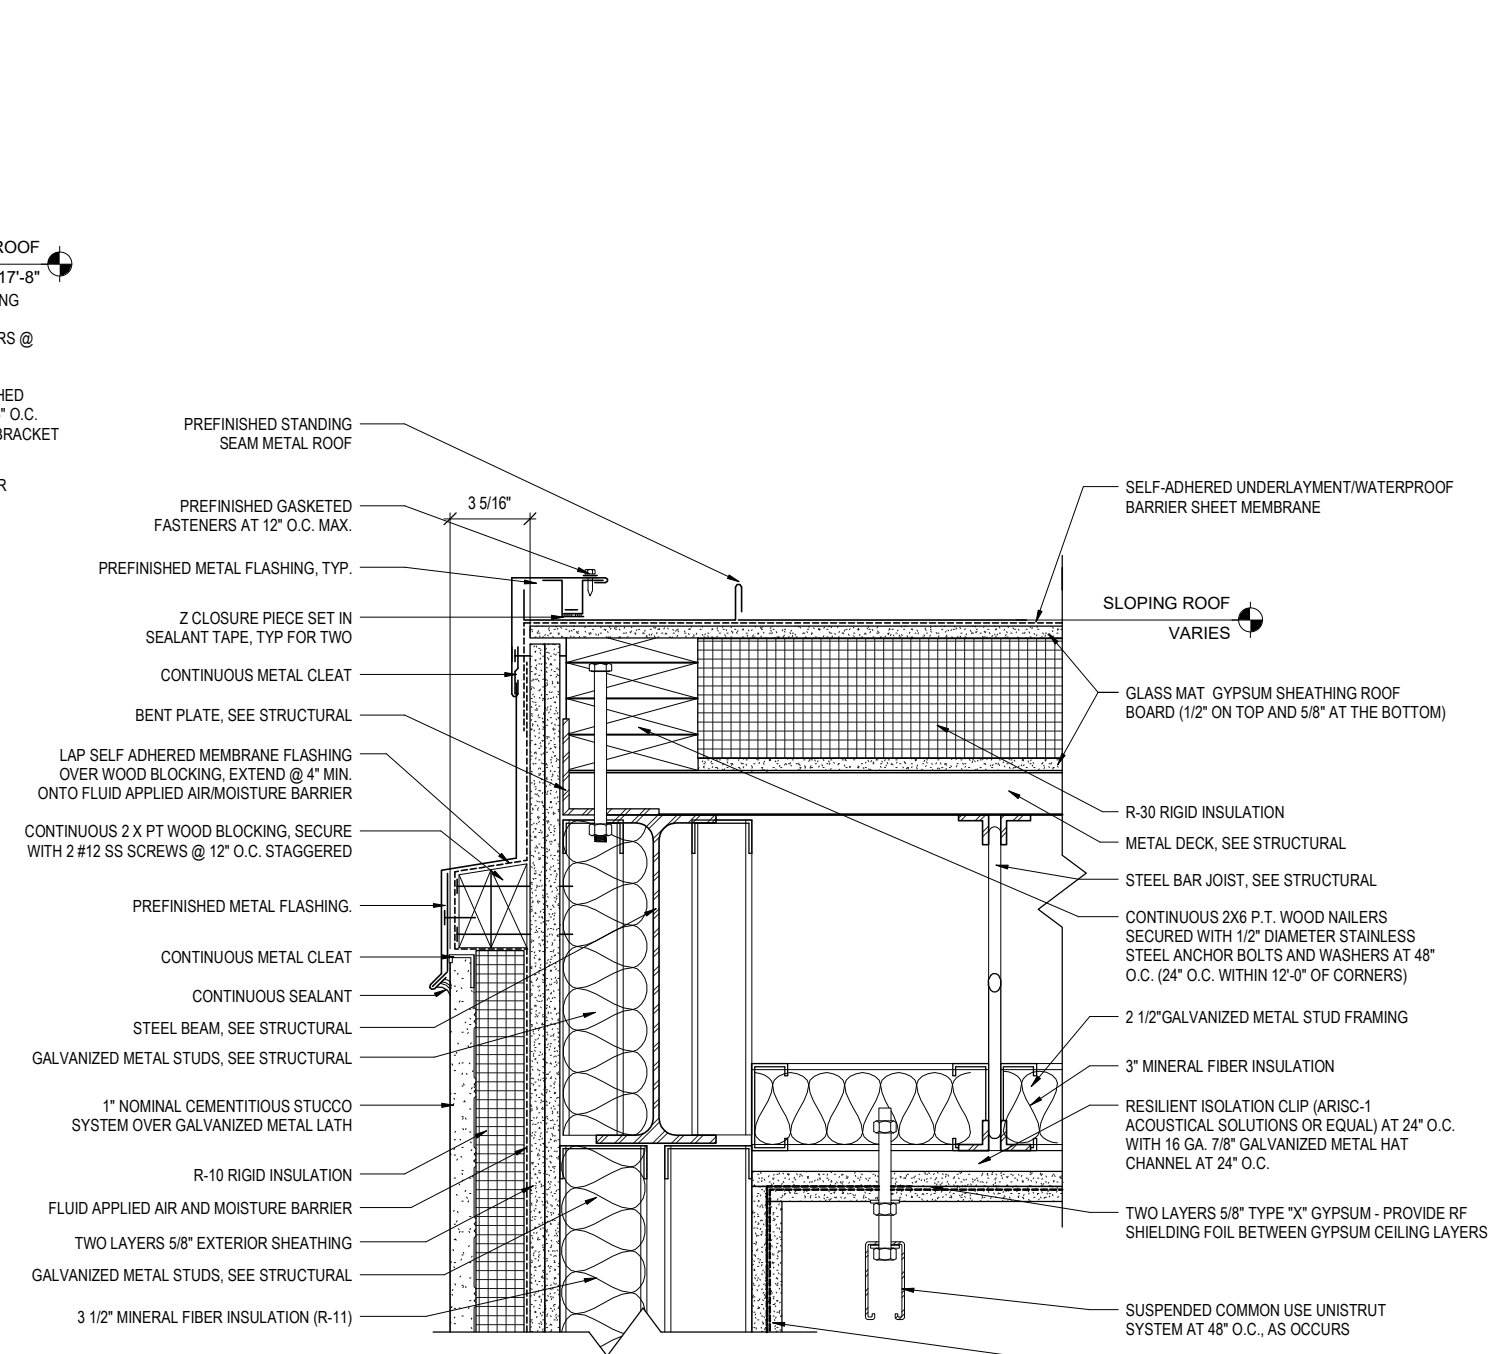 ROOF
17'-8"
NG
RS @
HED
" O.C.
BRACKET
R
PREFINISHED STANDING
SEAM METAL ROOF
3 5/16"
PREFINISHED GASKETED
FASTENERS AT 12" O.C. MAX.
PREFINISHED METAL FLASHING, TYP.
Z CLOSURE PIECE SET IN
SEALANT TAPE, TYP FOR TWO
CONTINUOUS METAL CLEAT
BENT PLATE, SEE STRUCTURAL
LAP SELF ADHERED MEMBRANE FLASHING
OVER WOOD BLOCKING, EXTEND @ 4" MIN.
ONTO FLUID APPLIED AIR/MOISTURE BARRIER
CONTINUOUS 2 X PT WOOD BLOCKING, SECURE
WITH 2 #12 SS SCREWS @ 12" O.C. STAGGERED
PREFINISHED METAL FLASHING.
CONTINUOUS METAL CLEAT
CONTINUOUS SEALANT
STEEL BEAM, SEE STRUCTURAL
GALVANIZED METAL STUDS, SEE STRUCTURAL
1" NOMINAL CEMENTITIOUS STUCCO
SYSTEM OVER GALVANIZED METAL LATH
R-10 RIGID INSULATION
FLUID APPLIED AIR AND MOISTURE BARRIER
TWO LAYERS 5/8" EXTERIOR SHEATHING
GALVANIZED METAL STUDS, SEE STRUCTURAL
3 1/2" MINERAL FIBER INSULATION (R-11)
SELF-ADHERED UNDERLAYMENT/WATERPROOF
BARRIER SHEET MEMBRANE
SLOPING ROOF
VARIES
GLASS MAT  GYPSUM SHEATHING ROOF
BOARD (1/2" ON TOP AND 5/8" AT THE BOTTOM)
R-30 RIGID INSULATION
METAL DECK, SEE STRUCTURAL
STEEL BAR JOIST, SEE STRUCTURAL
CONTINUOUS 2X6 P.T. WOOD NAILERS
SECURED WITH 1/2" DIAMETER STAINLESS
STEEL ANCHOR BOLTS AND WASHERS AT 48"
O.C. (24" O.C. WITHIN 12'-0" OF CORNERS)
2 1/2"GALVANIZED METAL STUD FRAMING
3" MINERAL FIBER INSULATION
RESILIENT ISOLATION CLIP (ARISC-1
ACOUSTICAL SOLUTIONS OR EQUAL) AT 24" O.C.
WITH 16 GA. 7/8" GALVANIZED METAL HAT
CHANNEL AT 24" O.C.
TWO LAYERS 5/8" TYPE "X" GYPSUM - PROVIDE RF
SHIELDING FOIL BETWEEN GYPSUM CEILING LAYERS
SUSPENDED COMMON USE UNISTRUT
SYSTEM AT 48" O.C., AS OCCURS